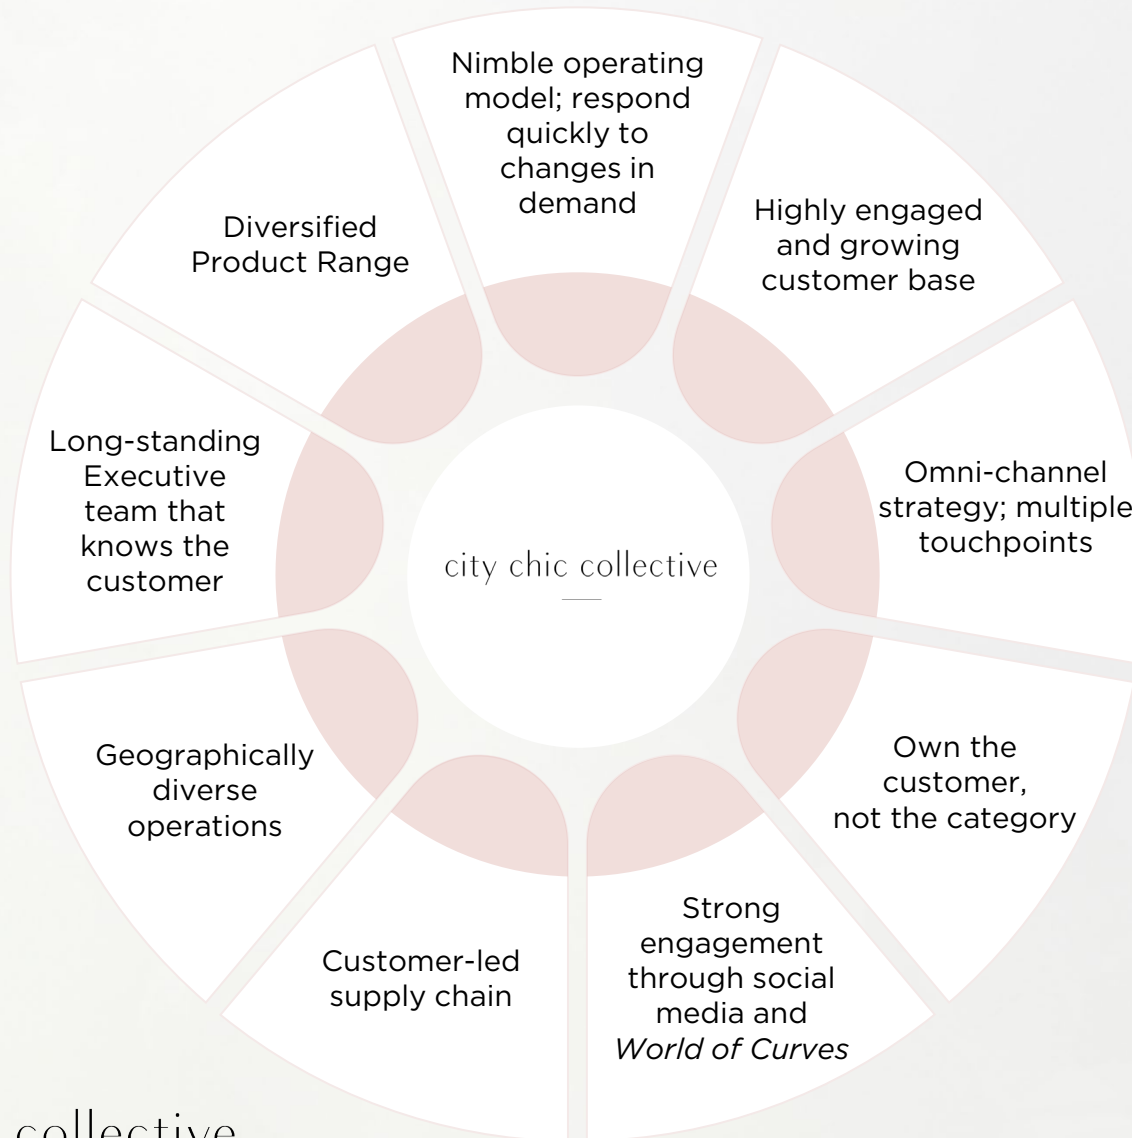 Nimble operating
model; respond
quickly to
changes in
demand
Highly engaged
and growing
customer base
Omni-channel
strategy; multiple
touchpoints
Own the
customer,
not the category
Strong
engagement
through social
media and
World of Curves
Customer-led
supply chain
Geographically
diverse
operations
Long-standing
Executive
team that
knows the
customer
Diversified
Product Range
city chic collective
collective